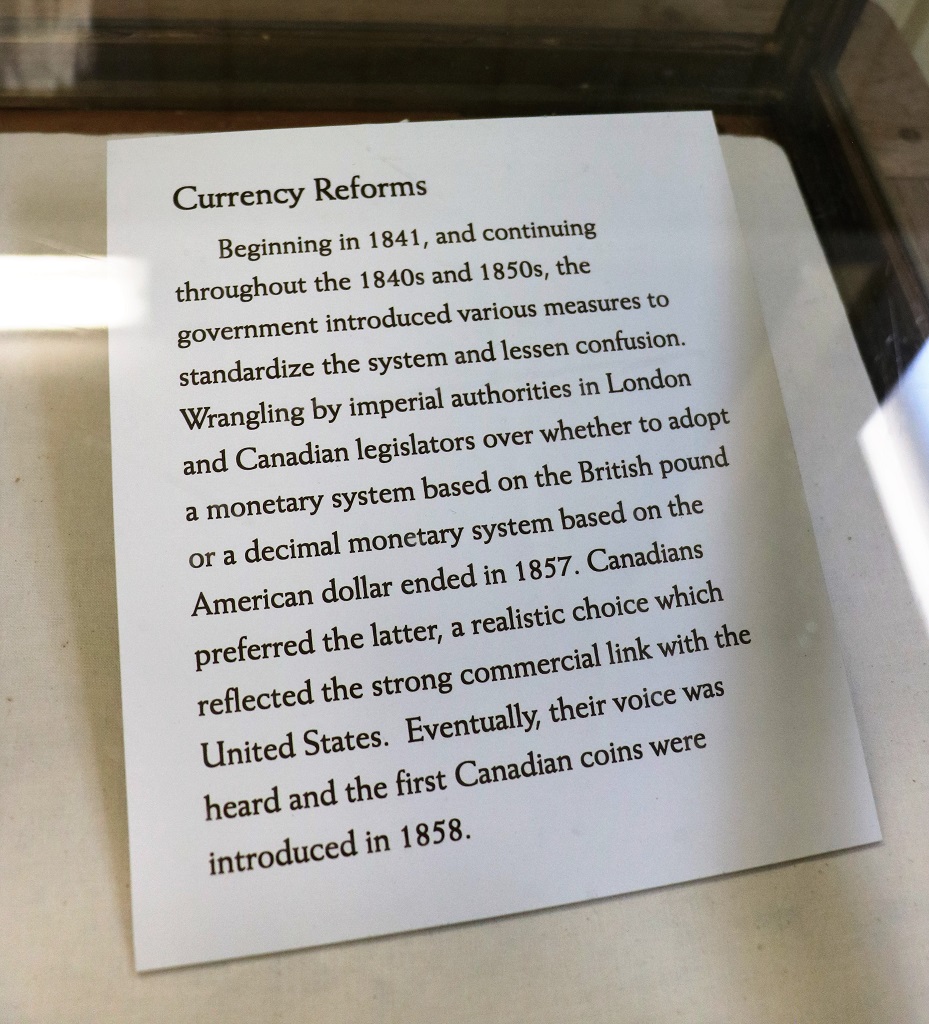 Currency Reforms
Beginning in 1841, and continuing
throughout the 1840s and 1850s, the
government introduced various measures to
standardize the system and lessen confusion.
Wrangling by imperial authorities in London
and Canadian legislators over whether to adopt
a monetary system based on the British pound
or a decimal monetary system based on the
American dollar ended in 1857. Canadians
preferred the latter, a realistic choice which
reflected the strong commercial link with the
United States.  Eventually, their voice was
heard and the first Canadian coins were
introduced in 1858.